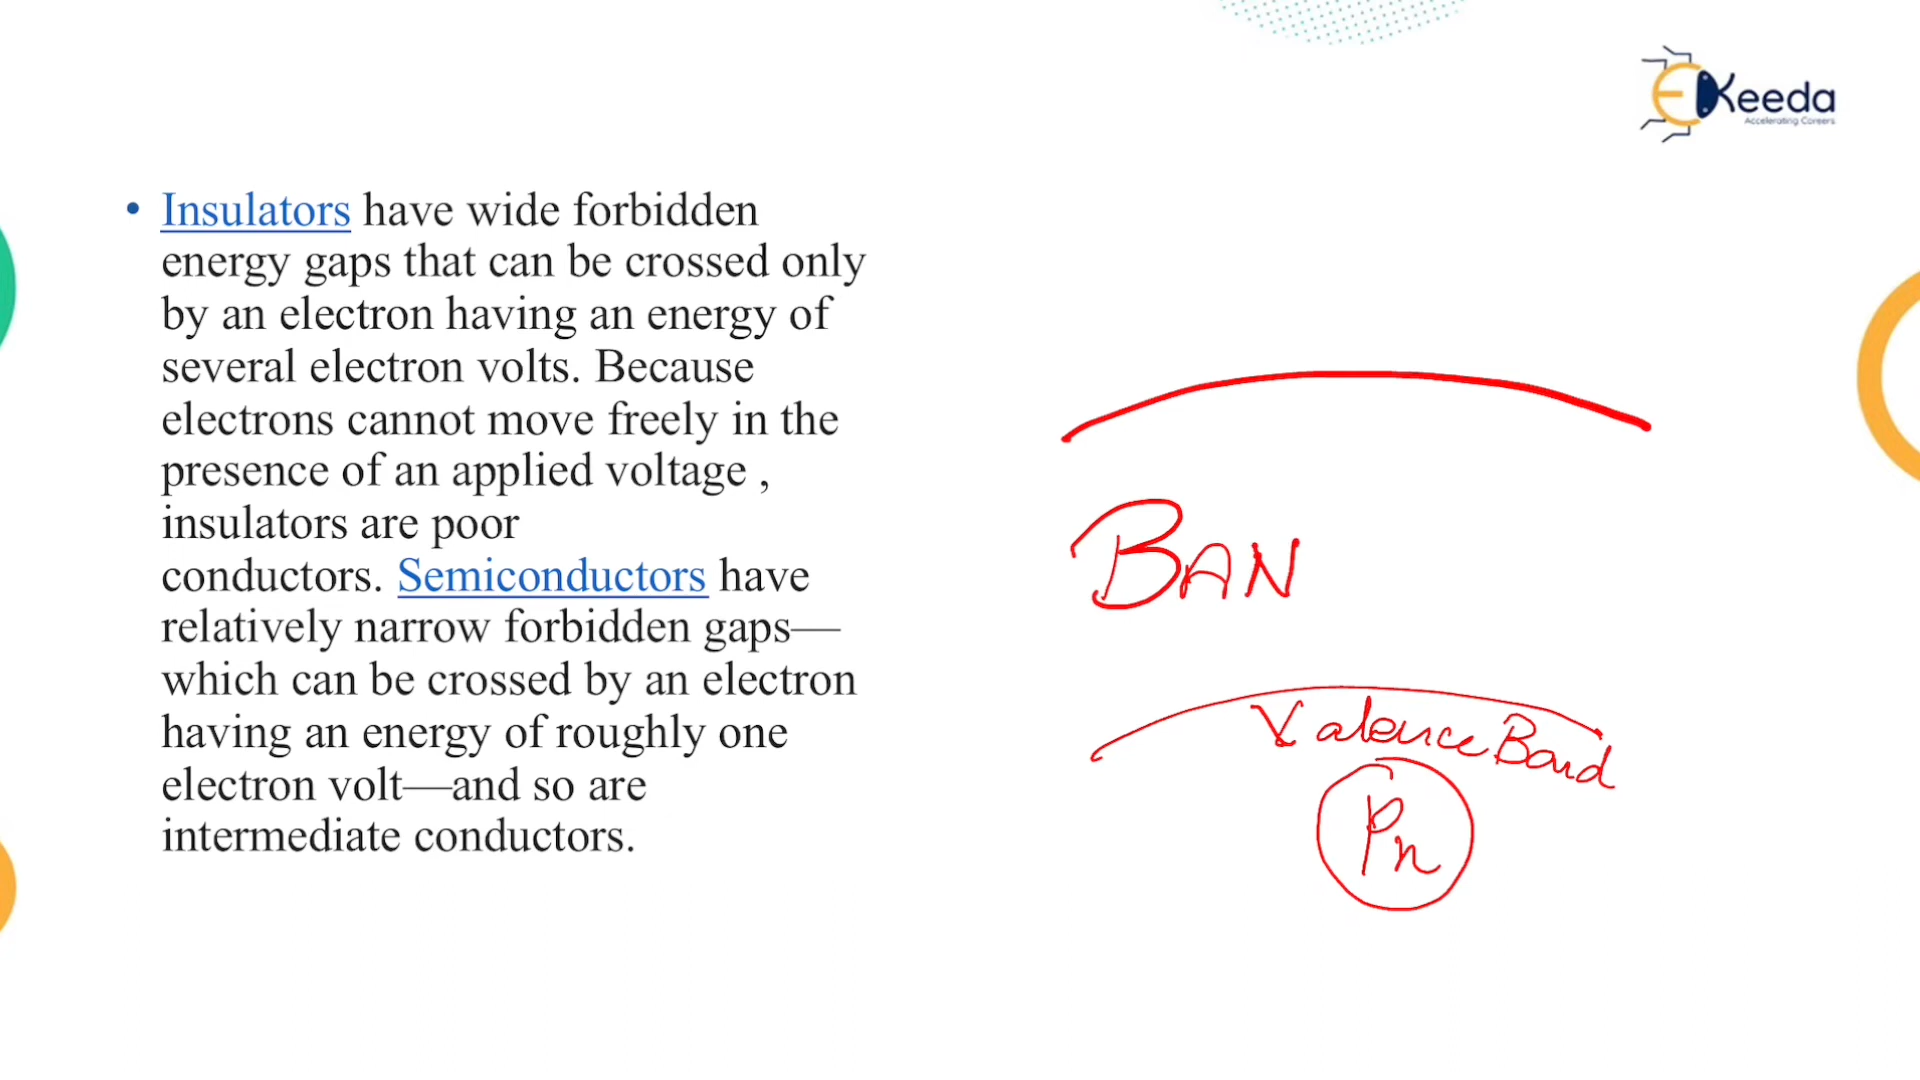 EKeeda
Accelerating Careers
• Insulators have wide forbidden
energy gaps that can be crossed only
by an electron having an energy of
several electron volts. Because
electrons cannot move freely in the
presence of an applied voltage ,
insulators are poor
conductors. Semiconductors have
relatively narrow forbidden gaps—
which can be crossed by an electron
having an energy of roughly one
electron volt—and so are
intermediate conductors.
BAN
Valence Band
Pn